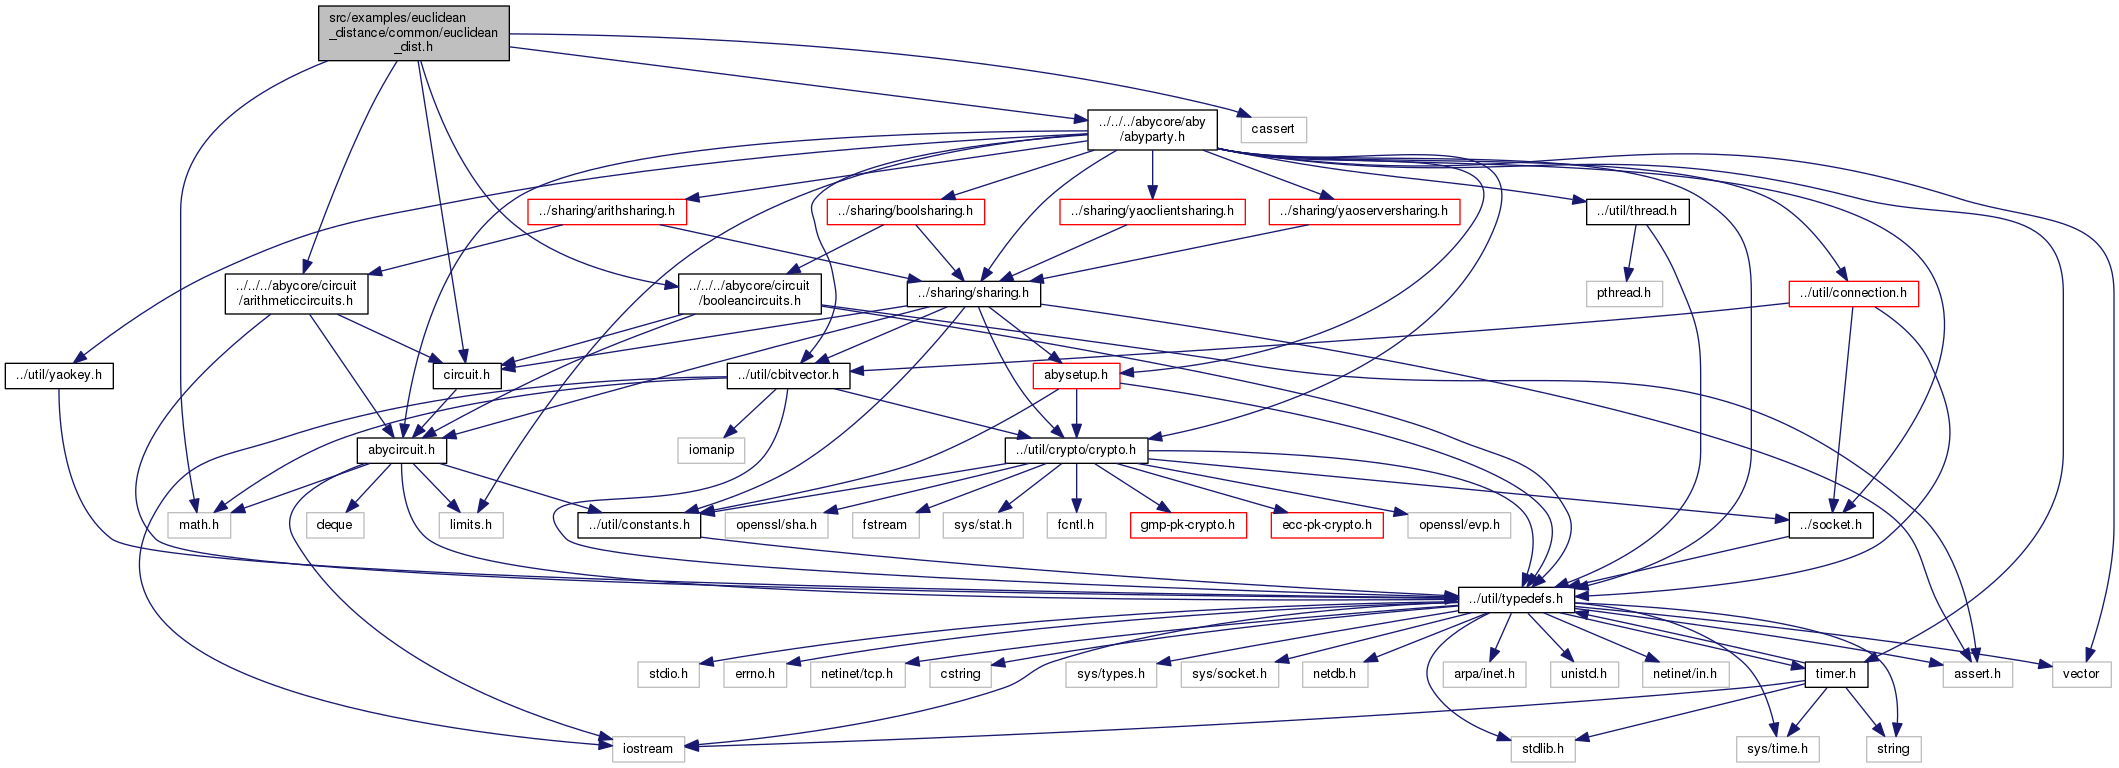 src/examples/euclidean
_distance/common/euclidean
_dist.h
../../../abycore/aby
/abyparty.h
cassert
../sharing/arithsharing.h
../sharing/boolsharing.h
../sharing/yaoclientsharing.h
../sharing/yaoserversharing.h
../util/thread.h
../../../abycore/circuit
/arithmeticcircuits.h
../../../abycore/circuit
/booleancircuits.h
../sharing/sharing.h
pthread.h
../util/connection.h
../util/yaokey.h
circuit.h
../util/cbitvector.h
abysetup.h
abycircuit.h
iomanip
../util/crypto/crypto.h
math.h
deque
limits.h
../util/constants.h
openssl/sha.h
fstream
sys/stat.h
fcntl.h
gmp-pk-crypto.h
ecc-pk-crypto.h
openssl/evp.h
../socket.h
../util/typedefs.h
stdio.h
errno.h
netinet/tcp.h
cstring
sys/types.h
sys/socket.h
netdb.h
arpa/inet.h
unistd.h
netinet/in.h
timer.h
assert.h
vector
iostream
stdlib.h
sys/time.h
string